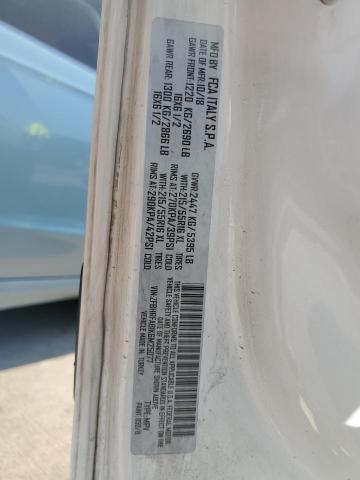 MFD BY: FCA ITALY S.P.A.
DATE OF MFR: 10/18 GVWR: 2447 KG/ 5395 LB
GAWR FRONT: 1220 KG/2690 LB WITH: 215/55R16 XL TIRES
16X6 1/2 RIMS AT: 270KPA/39PSI COLD
GAWR REAR: 1300 KG/2866 LB WITH: 215/55R16 XL TIRES
16X6 1/2 RIMS AT: 290KPA/42PSI COLD
THIS VEHICLE CONFORMS TO ALL APPLICABLE U.S.A. FEDERAL MOTOR
VEHICLE SAFETY AND THEFT PREVENTION STANDARDS IN EFFECT ON THE
DATE OF MANUFACTURE SHOWN ABOVE.
TYPE: MPV
VEHICLE MADE IN: TURKEY